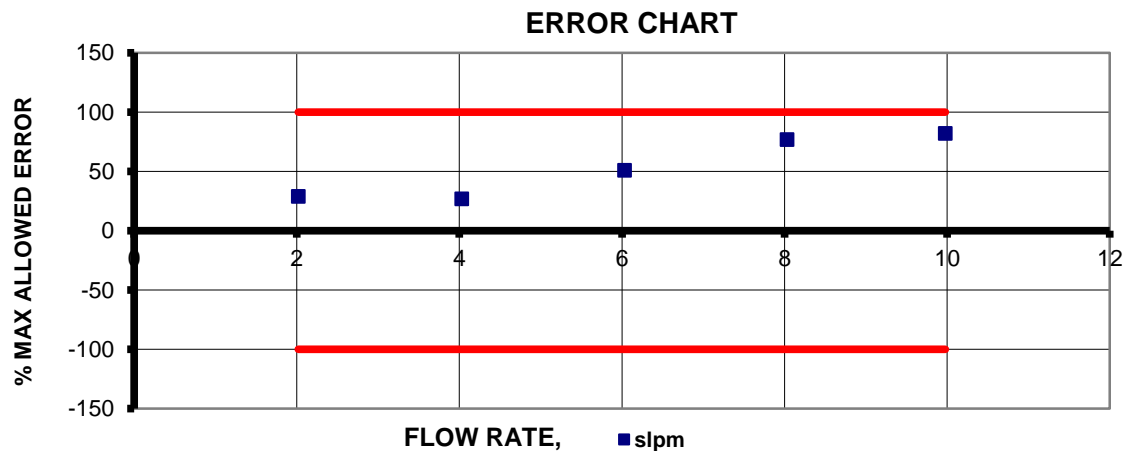 ERROR CHART
% MAX ALLOWED ERROR
150
100
50
0
0 2 4 6 8 10 12
-50
-100
-150
FLOW RATE, slpm